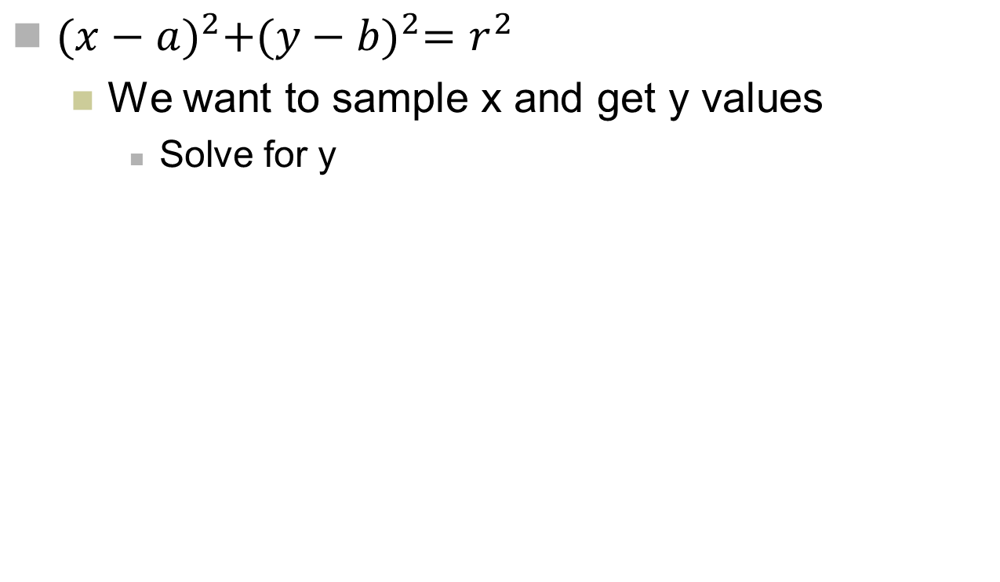 (x − a)²+(y − b)²= r²
We want to sample x and get y values
Solve for y